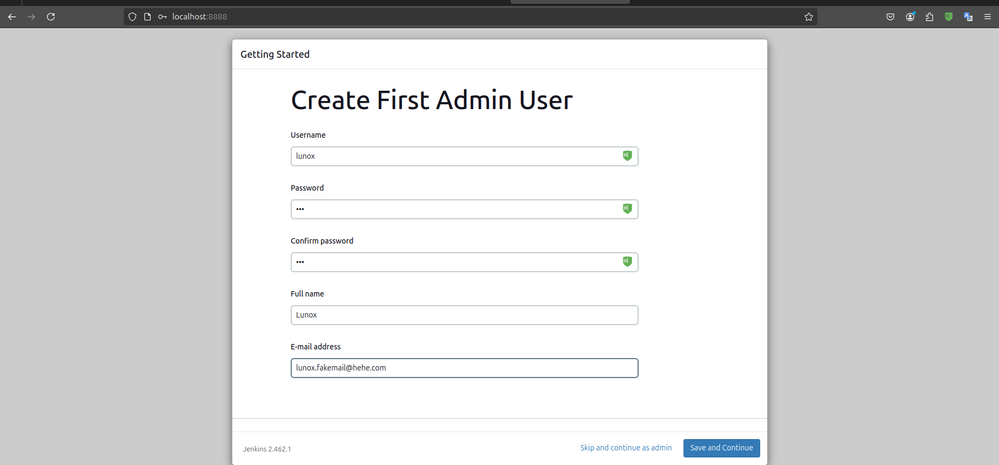 localhost:8888
Getting Started
Create First Admin User
Username
lunox
Password
•••
Confirm password
•••
Full name
Lunox
E-mail address
lunox.fakemail@hehe.com
Jenkins 2.462.1
Skip and continue as admin
Save and Continue